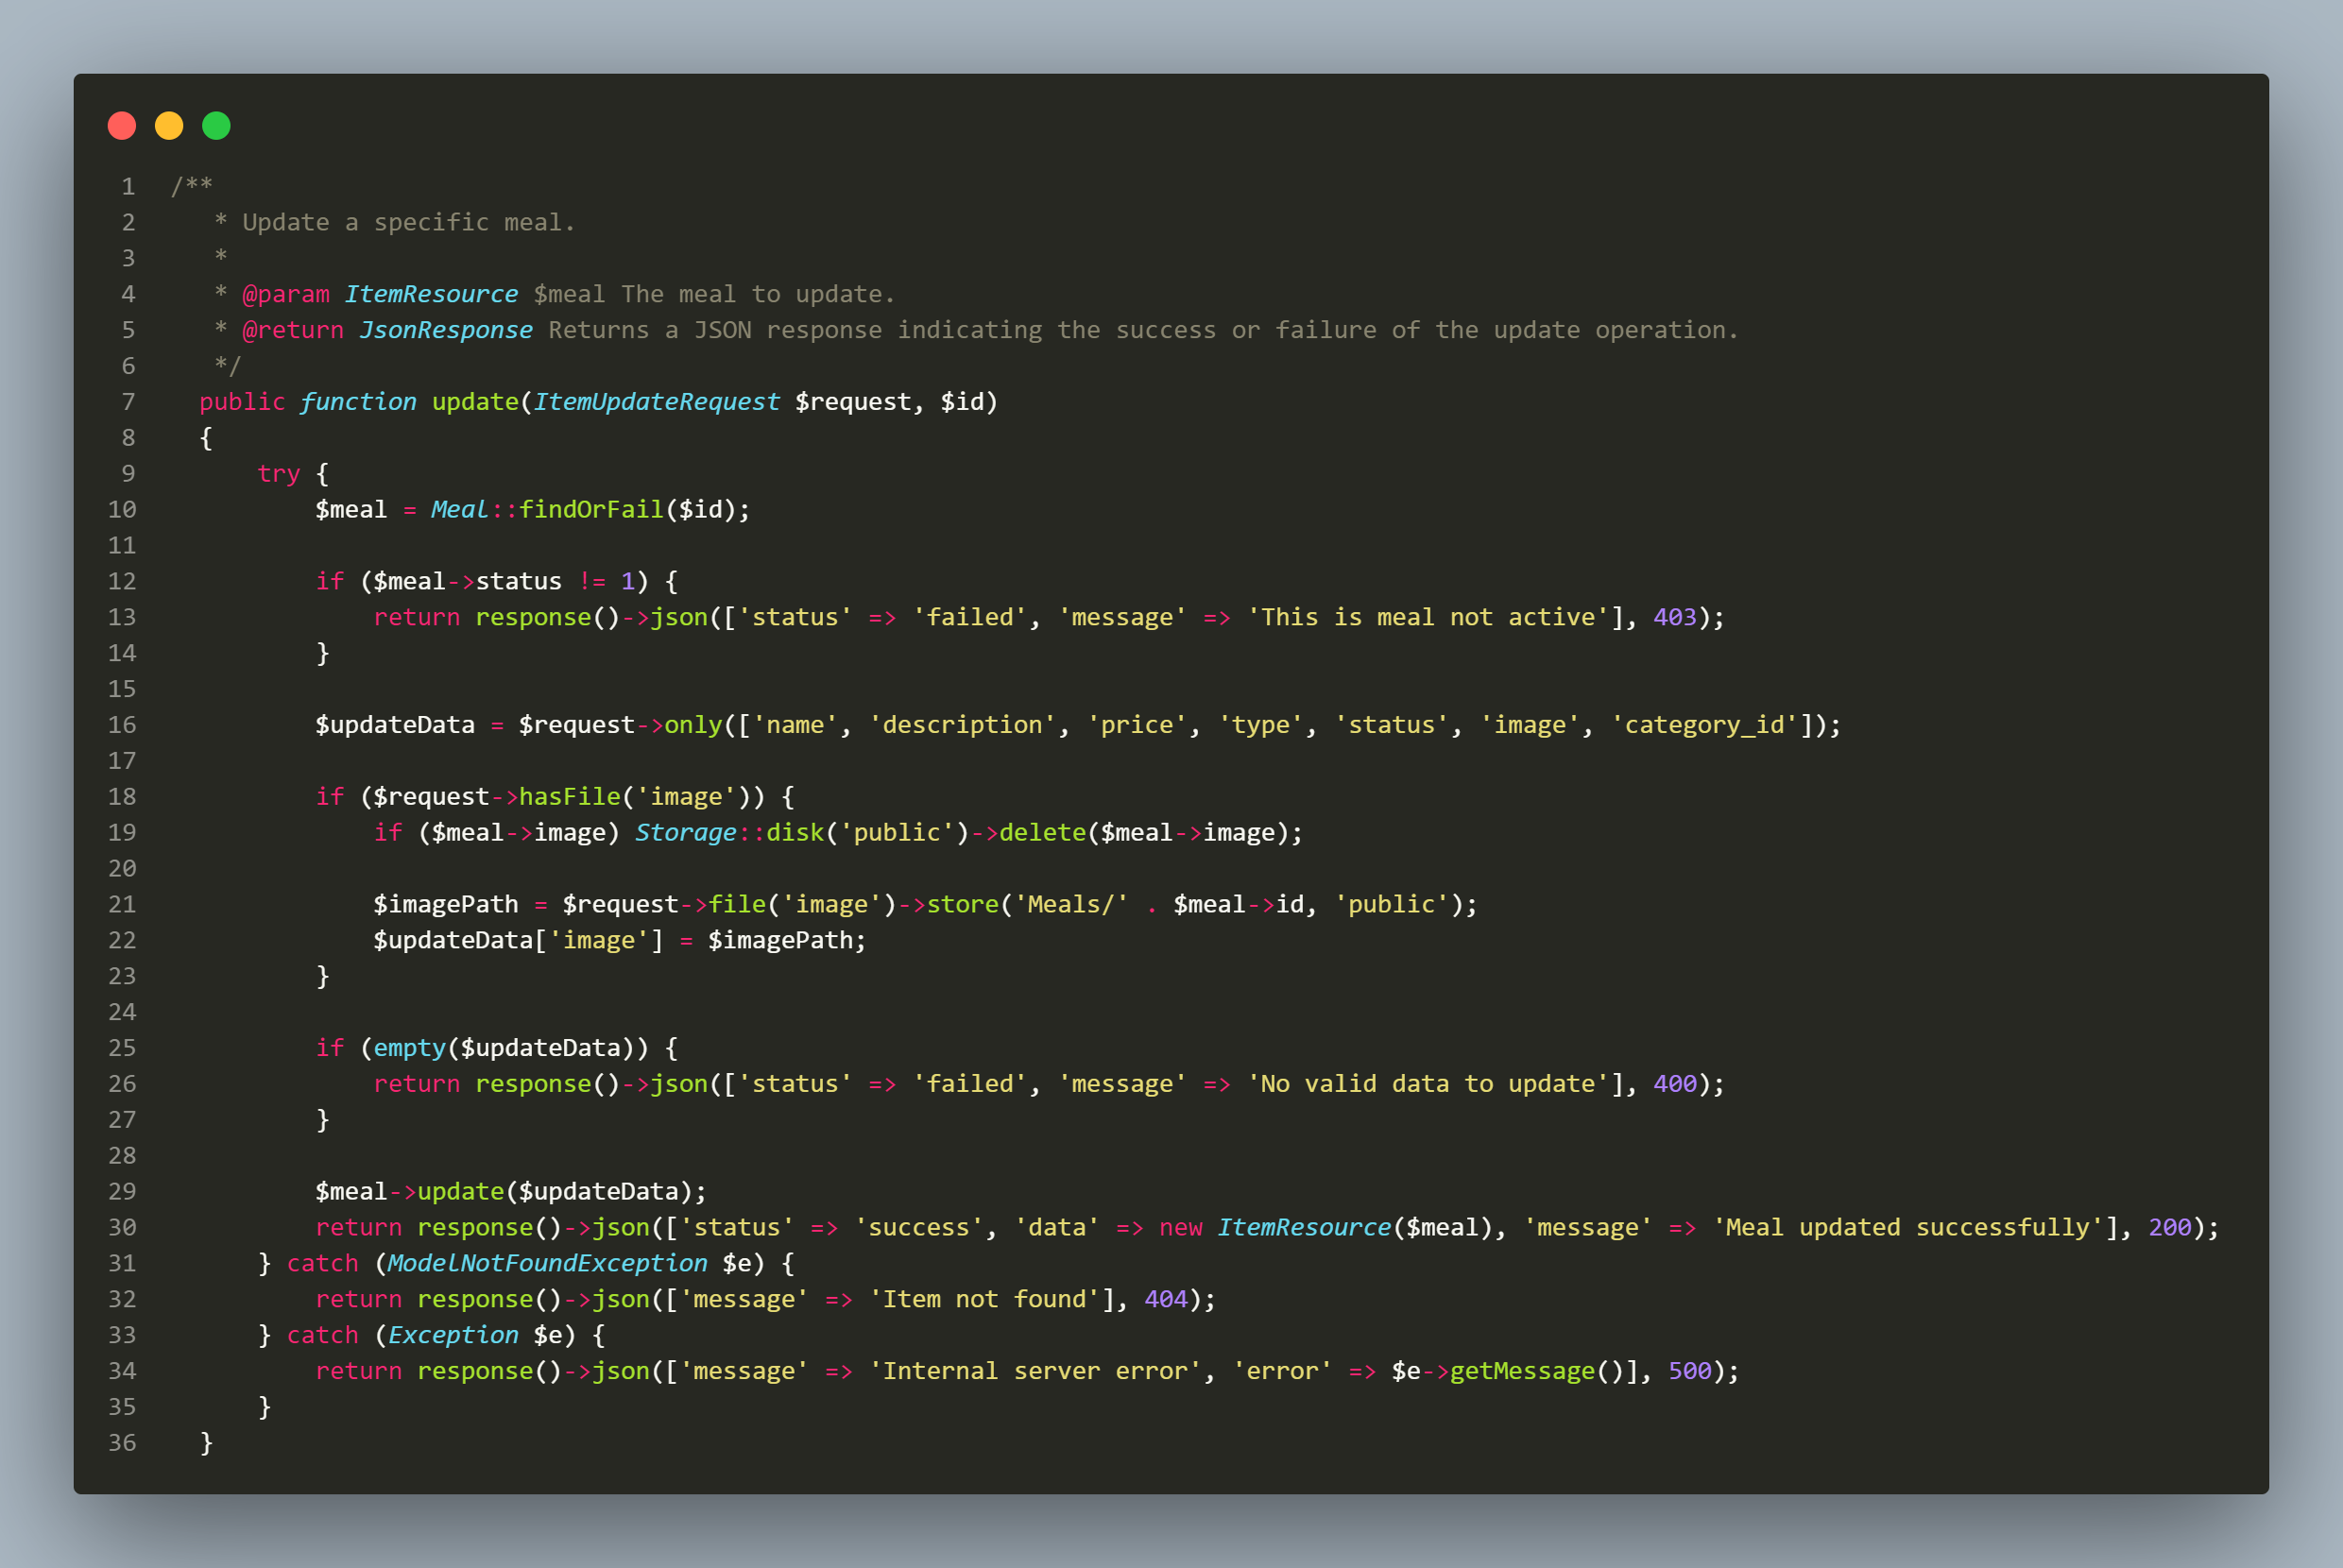 1 /**
2 * Update a specific meal.
3 *
4 * @param ItemResource $meal The meal to update.
5 * @return JsonResponse Returns a JSON response indicating the success or failure of the update operation.
6 */
7 public function update(ItemUpdateRequest $request, $id)
8 {
9 try {
10 $meal = Meal::findOrFail($id);
11
12 if ($meal->status != 1) {
13 return response()->json(['status' => 'failed', 'message' => 'This is meal not active'], 403);
14 }
15
16 $updateData = $request->only(['name', 'description', 'price', 'type', 'status', 'image', 'category_id']);
17
18 if ($request->hasFile('image')) {
19 if ($meal->image) Storage::disk('public')->delete($meal->image);
20
21 $imagePath = $request->file('image')->store('Meals/' . $meal->id, 'public');
22 $updateData['image'] = $imagePath;
23 }
24
25 if (empty($updateData)) {
26 return response()->json(['status' => 'failed', 'message' => 'No valid data to update'], 400);
27 }
28
29 $meal->update($updateData);
30 return response()->json(['status' => 'success', 'data' => new ItemResource($meal), 'message' => 'Meal updated successfully'], 200);
31 } catch (ModelNotFoundException $e) {
32 return response()->json(['message' => 'Item not found'], 404);
33 } catch (Exception $e) {
34 return response()->json(['message' => 'Internal server error', 'error' => $e->getMessage()], 500);
35 }
36 }